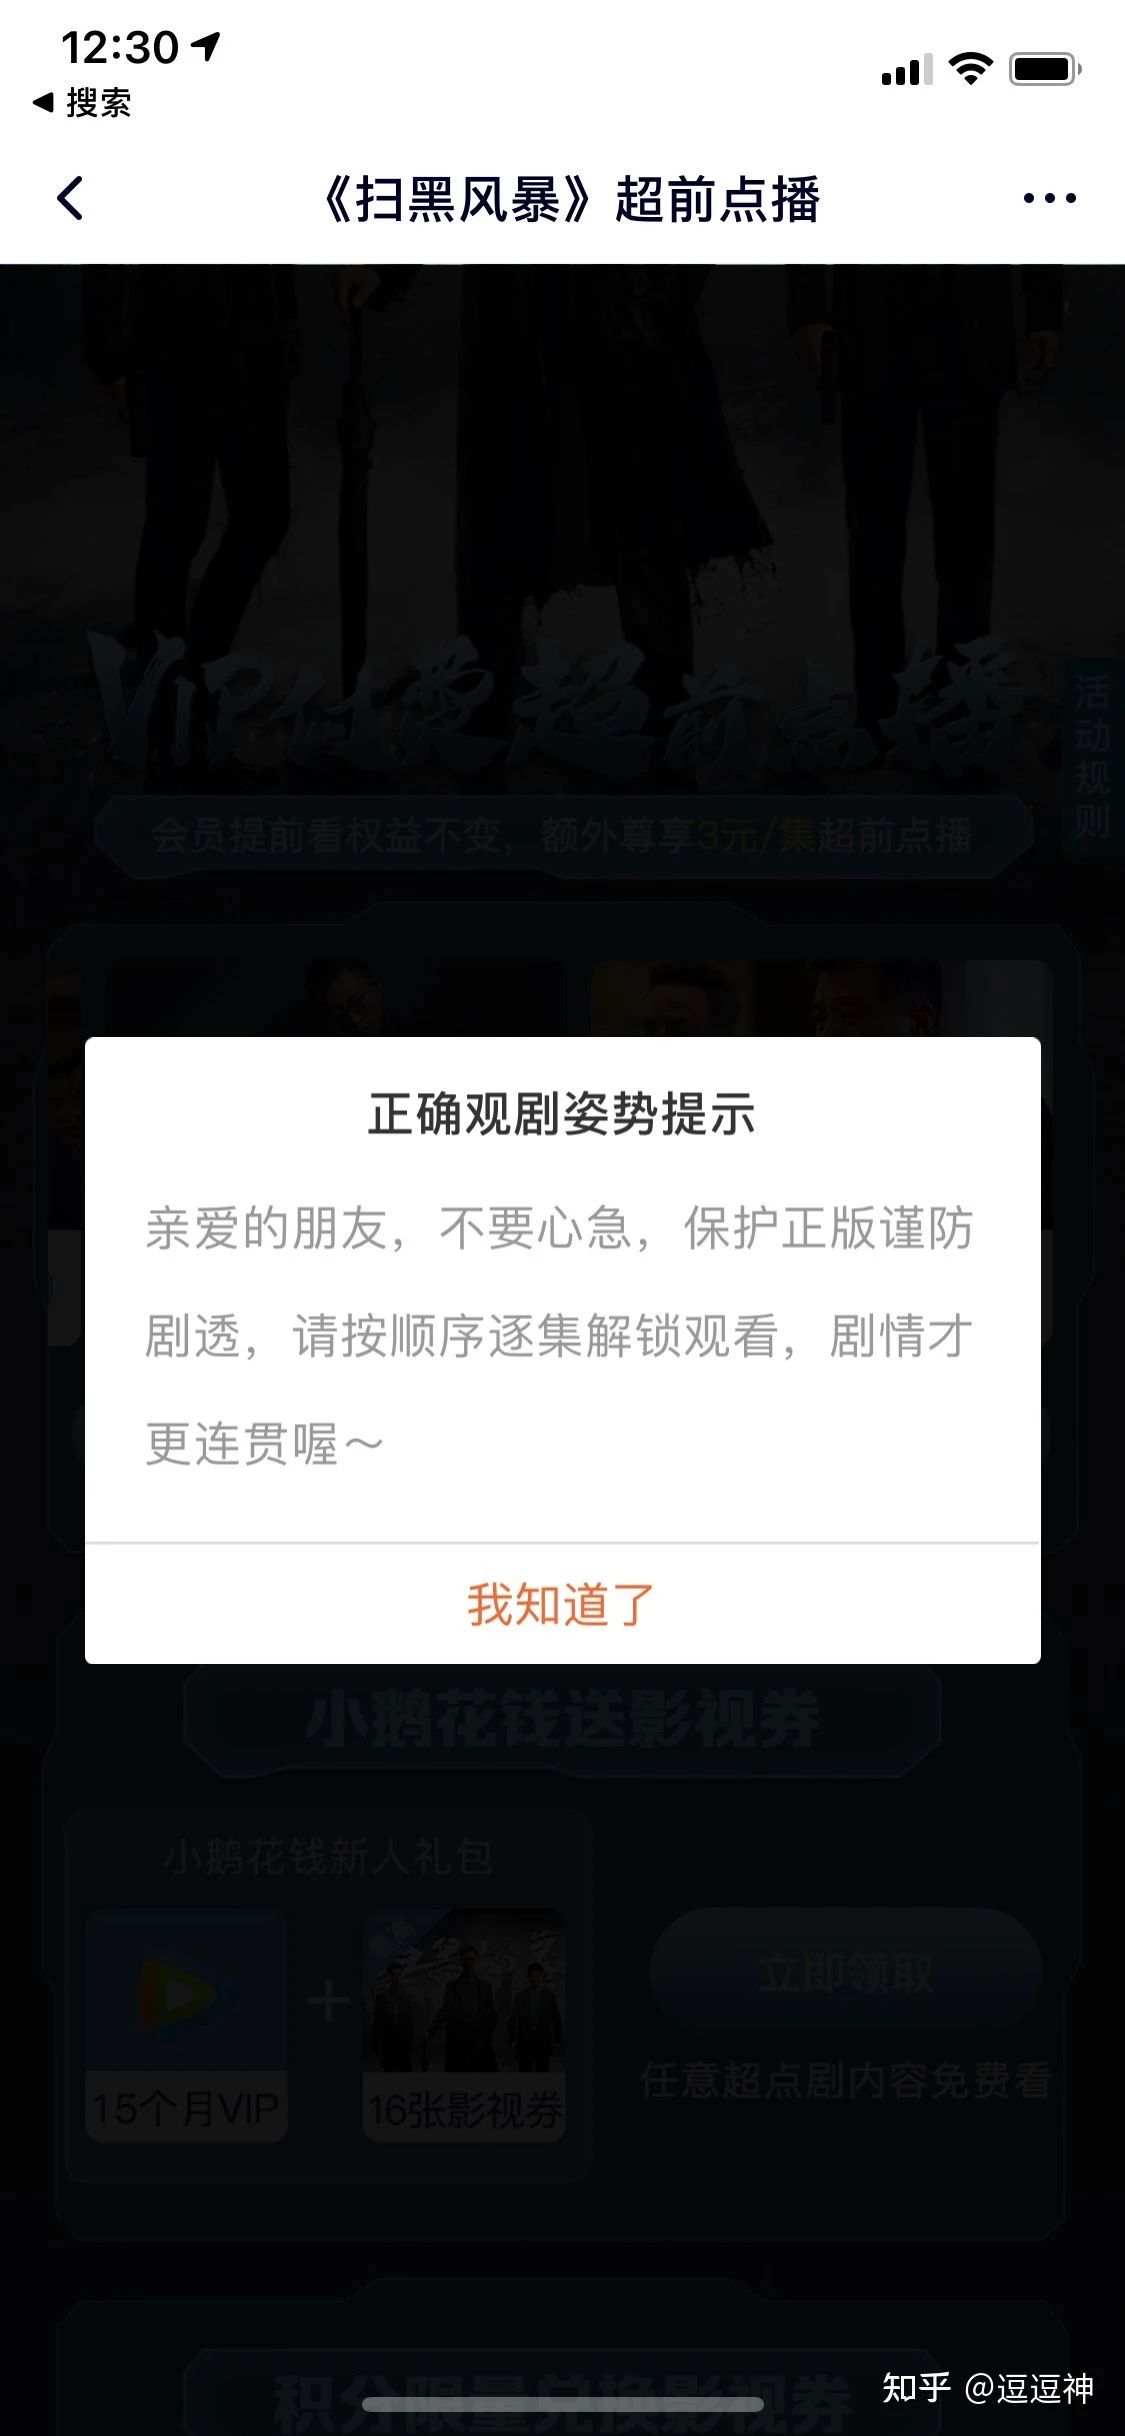 12:30
搜索
《扫黑风暴》超前点播
VIP付费超前点播
活动规则
会员提前看权益不变，额外尊享3元/集超前点播
正确观剧姿势提示
亲爱的朋友，不要心急，保护正版谨防
剧透，请按顺序逐集解锁观看，剧情才
更连贯喔～
我知道了
小鹅花钱送影视券
小鹅花钱新人礼包
立即领取
任意超点剧内容免费看
15个月VIP
+
16张影视券
积分限量兑换影视券
知乎 @逗逗神